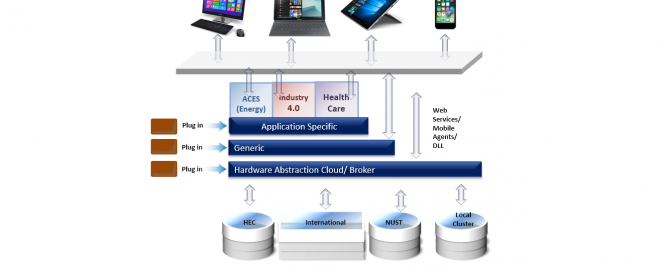 ACES
(Energy)
Industry
4.0
Health
Care
Web
Services/
Mobile
Agents/
DLL
Plug in
Application Specific
Plug in
Generic
Plug in
Hardware Abstraction Cloud/ Broker
HEC
International
NUST
Local
Cluster